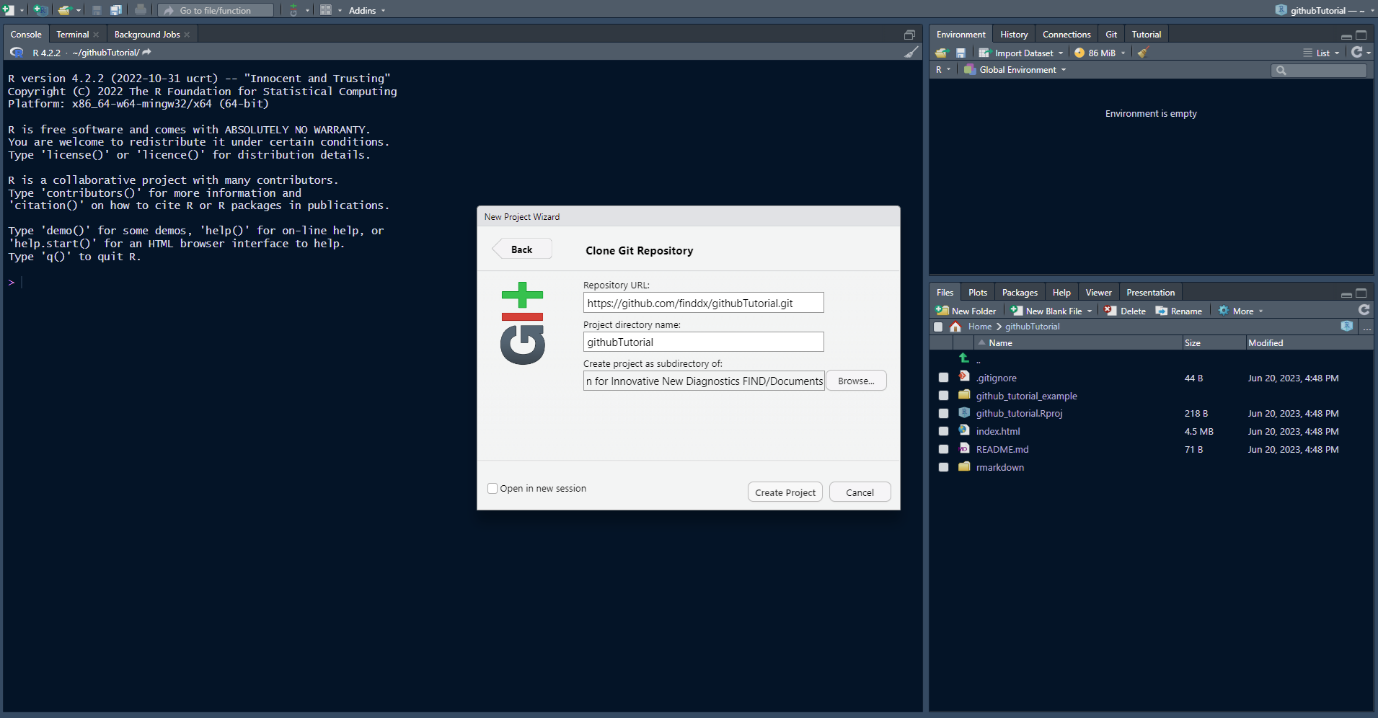 Go to file/function
Addins
githubTutorial — –
Console
Terminal
Background Jobs
R 4.2.2 · ~/githubTutorial/
R version 4.2.2 (2022-10-31 ucrt) -- "Innocent and Trusting"
Copyright (C) 2022 The R Foundation for Statistical Computing
Platform: x86_64-w64-mingw32/x64 (64-bit)
R is free software and comes with ABSOLUTELY NO WARRANTY.
You are welcome to redistribute it under certain conditions.
Type 'license()' or 'licence()' for distribution details.
R is a collaborative project with many contributors.
Type 'contributors()' for more information and
'citation()' on how to cite R or R packages in publications.
Type 'demo()' for some demos, 'help()' for on-line help, or
'help.start()' for an HTML browser interface to help.
Type 'q()' to quit R.
>
New Project Wizard
Back
Clone Git Repository
GIt
Repository URL:
https://github.com/finddx/githubTutorial.git
Project directory name:
githubTutorial
Create project as subdirectory of:
n for Innovative New Diagnostics FIND/Documents
Browse...
Open in new session
Create Project
Cancel
Environment
History
Connections
Git
Tutorial
Import Dataset
86 MiB
List
R
Global Environment
Environment is empty
Files
Plots
Packages
Help
Viewer
Presentation
New Folder
New Blank File
Delete
Rename
More
Home
githubTutorial
...
Name
Size
Modified
..
.gitignore 44 B Jun 20, 2023, 4:48 PM
github_tutorial_example
github_tutorial.Rproj 218 B Jun 20, 2023, 4:48 PM
index.html 4.5 MB Jun 20, 2023, 4:48 PM
README.md 71 B Jun 20, 2023, 4:48 PM
rmarkdown